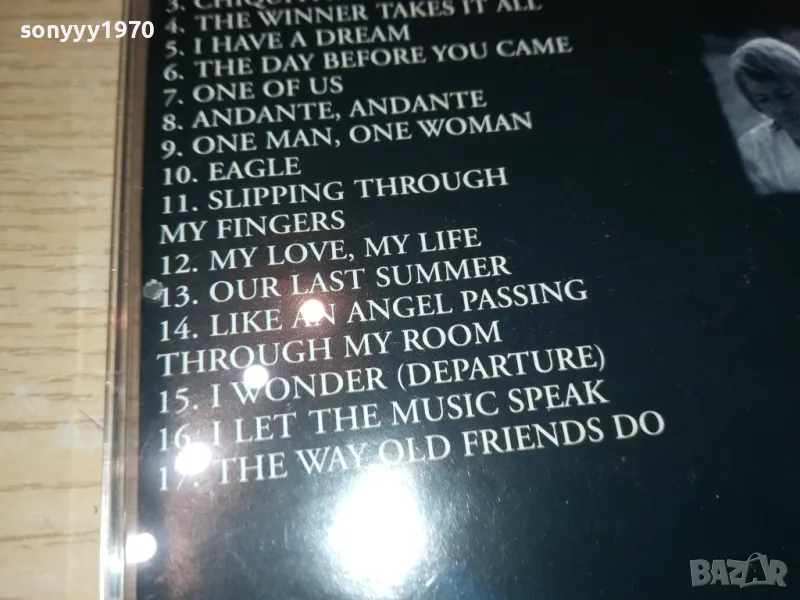 sonyyy1970
4. THE WINNER TAKES IT ALL
5. I HAVE A DREAM
6. THE DAY BEFORE YOU CAME
7. ONE OF US
8. ANDANTE, ANDANTE
9. ONE MAN, ONE WOMAN
10. EAGLE
11. SLIPPING THROUGH
MY FINGERS
12. MY LOVE, MY LIFE
13. OUR LAST SUMMER
14. LIKE AN ANGEL PASSING
THROUGH MY ROOM
15. I WONDER (DEPARTURE)
16. I LET THE MUSIC SPEAK
17. THE WAY OLD FRIENDS DO
BAZAR